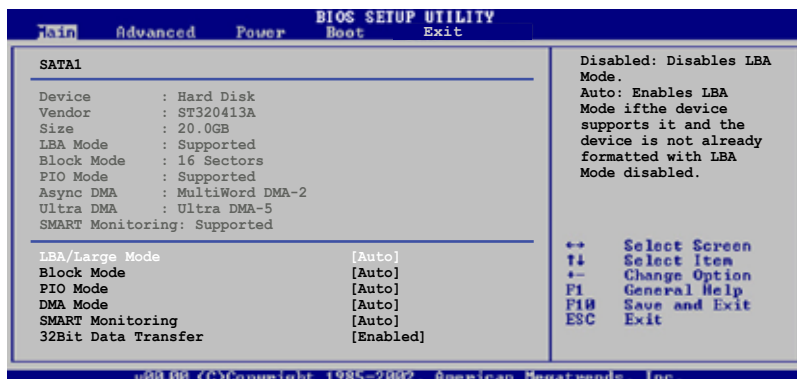 BIOS SETUP UTILITY
Main Advanced Power Boot Exit
SATA1
Device : Hard Disk
Vendor : ST320413A
Size : 20.0GB
LBA Mode : Supported
Block Mode : 16 Sectors
PIO Mode : Supported
Async DMA : MultiWord DMA-2
Ultra DMA : Ultra DMA-5
SMART Monitoring: Supported
LBA/Large Mode [Auto]
Block Mode [Auto]
PIO Mode [Auto]
DMA Mode [Auto]
SMART Monitoring [Auto]
32Bit Data Transfer [Enabled]
Disabled: Disables LBA
Mode.
Auto: Enables LBA
Mode ifthe device
supports it and the
device is not already
formatted with LBA
Mode disabled.
↔ Select Screen
↑↓ Select Item
+- Change Option
F1 General Help
F10 Save and Exit
ESC Exit
v00.00 (C)Copyright 1985-2002 American Megatrends, Inc.